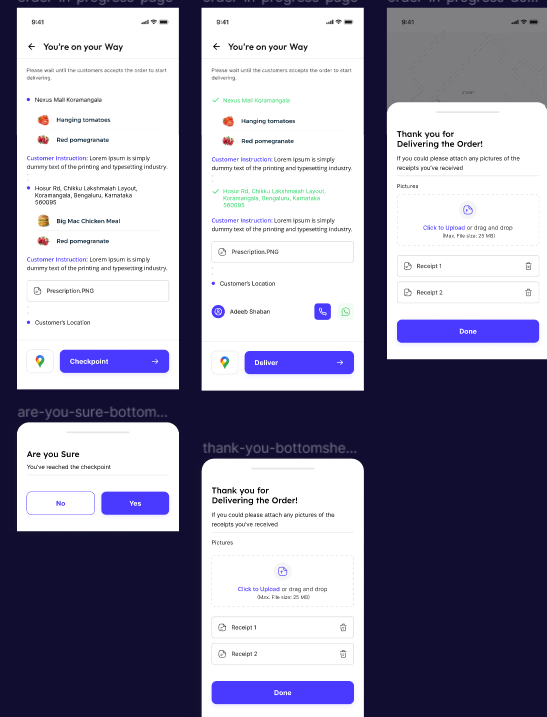 order-in-progress-page
9:41
You're on your Way
Please wait until the customers accepts the order to start
delivering.
Nexus Mall Koramangala
Hanging tomatoes
Red pomegranate
Customer Instruction: Lorem Ipsum is simply
dummy text of the printing and typesetting industry.
Hosur Rd, Chikku Lakshmaiah Layout,
Koramangala, Bengaluru, Karnataka
560095
Big Mac Chicken Meal
Red pomegranate
Customer Instruction: Lorem Ipsum is simply
dummy text of the printing and typesetting industry.
Prescription.PNG
Customer's Location
Checkpoint
order-in-progress-page
9:41
You're on your Way
Please wait until the customers accepts the order to start
delivering.
Nexus Mall Koramangala
Hanging tomatoes
Red pomegranate
Customer Instruction: Lorem Ipsum is simply
dummy text of the printing and typesetting industry.
Hosur Rd, Chikku Lakshmaiah Layout,
Koramangala, Bengaluru, Karnataka
560095
Customer Instruction: Lorem Ipsum is simply
dummy text of the printing and typesetting industry.
Prescription.PNG
Customer's Location
Adeeb Shaban
Deliver
9:41
Thank you for
Delivering the Order!
If you could please attach any pictures of the
receipts you've received
Pictures
Click to Upload or drag and drop
(Max. File size: 25 MB)
Receipt 1
Receipt 2
Done
are-you-sure-bottom...
Are you Sure
You've reached the checkpoint
No
Yes
thank-you-bottomshe...
Thank you for
Delivering the Order!
If you could please attach any pictures of the
receipts you've received
Pictures
Click to Upload or drag and drop
(Max. File size: 25 MB)
Receipt 1
Receipt 2
Done